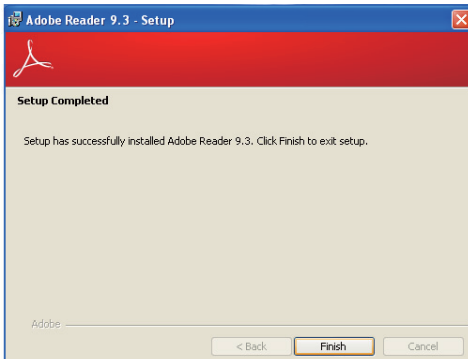 Adobe Reader 9.3 - Setup
Setup Completed
Setup has successfully installed Adobe Reader 9.3. Click Finish to exit setup.
Adobe
< Back Finish Cancel